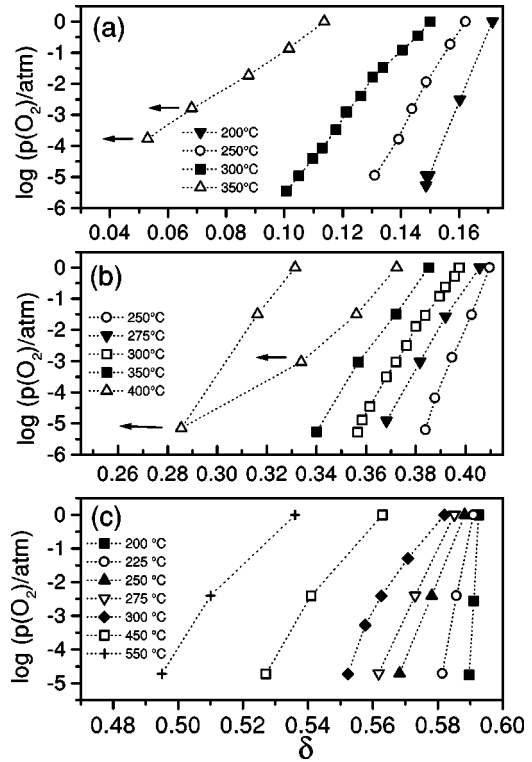 (a)
log (p(O₂)/atm)
0
-1
-2
-3
-4
-5
-6
200°C
250°C
300°C
350°C
0.04 0.06 0.08 0.10 0.12 0.14 0.16
(b)
log (p(O₂)/atm)
0
-1
-2
-3
-4
-5
-6
250°C
275°C
300°C
350°C
400°C
0.26 0.28 0.30 0.32 0.34 0.36 0.38 0.40
(c)
log (p(O₂)/atm)
0
-1
-2
-3
-4
-5
200 °C
225 °C
250 °C
275 °C
300 °C
450 °C
550 °C
0.48 0.50 0.52 0.54 0.56 0.58 0.60
δ